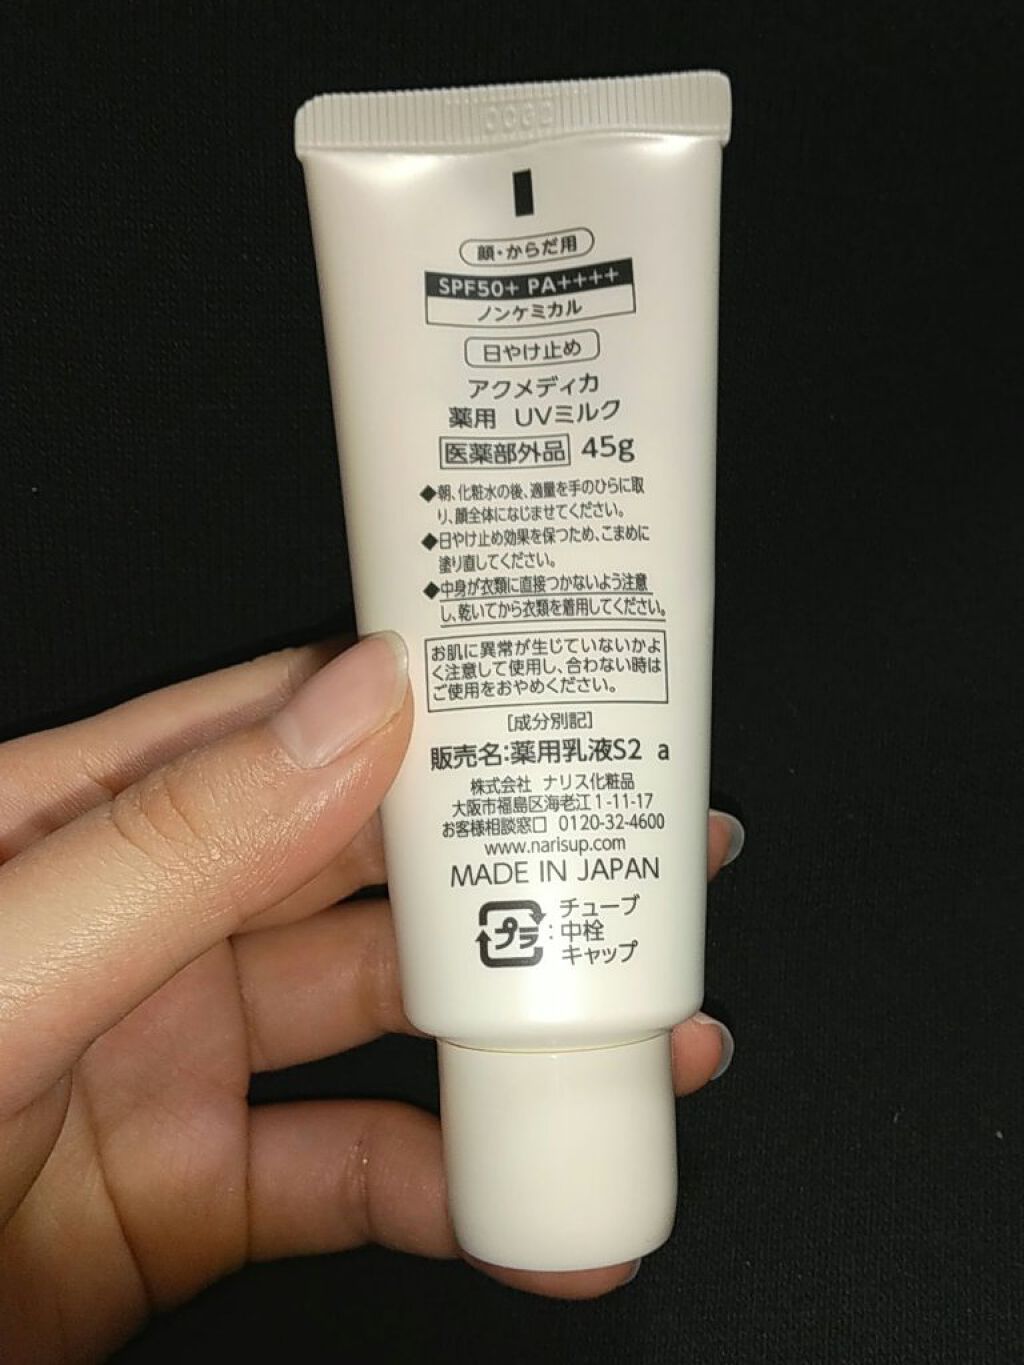 顔・からだ用
SPF50+ PA++++
ノンケミカル
日やけ止め
アクメディカ
薬用 UVミルク
医薬部外品 45g
◆朝、化粧水の後、適量を手のひらに取
り、顔全体になじませてください。
◆日やけ止め効果を保つため、こまめに
塗り直してください。
◆中身が衣類に直接つかないよう注意
し、乾いてから衣類を着用してください。
お肌に異常が生じていないかよ
く注意して使用し、合わない時は
ご使用をおやめください。
[成分別記]
販売名:薬用乳液S2 a
株式会社 ナリス化粧品
大阪市福島区海老江1-11-17
お客様相談窓口 0120-32-4600
www.narisup.com
MADE IN JAPAN
プラ : チューブ
中栓
キャップ